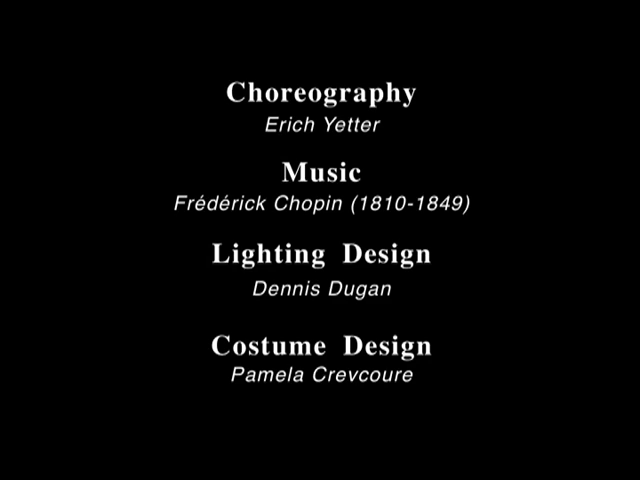 Choreography
Erich Yetter
Music
Frédérick Chopin (1810-1849)
Lighting Design
Dennis Dugan
Costume Design
Pamela Crevcoure